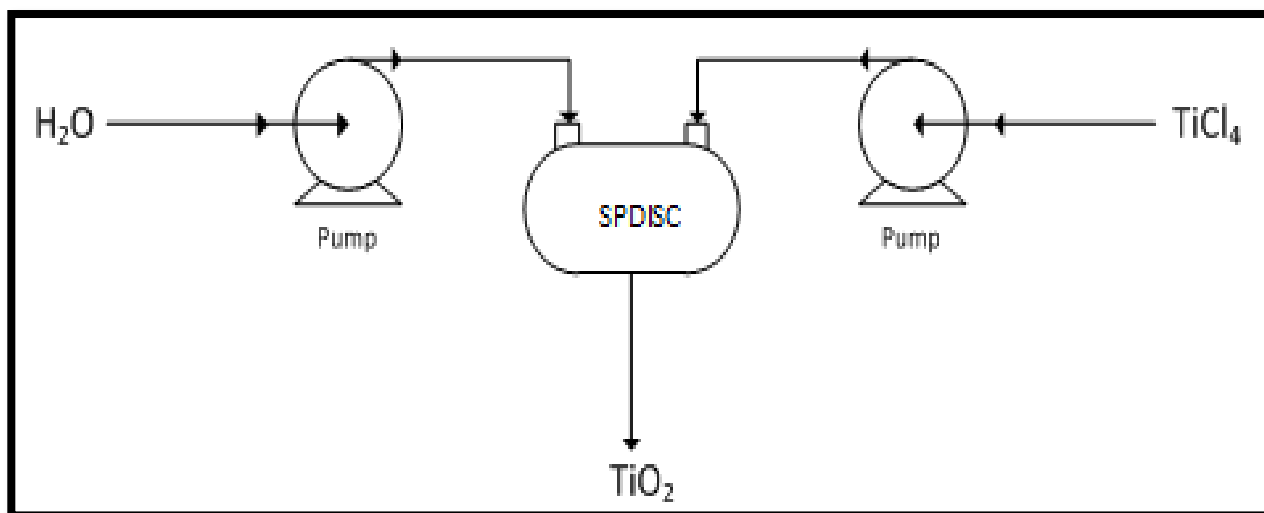 H₂O
TiCl₄
SPDISC
Pump
Pump
TiO₂